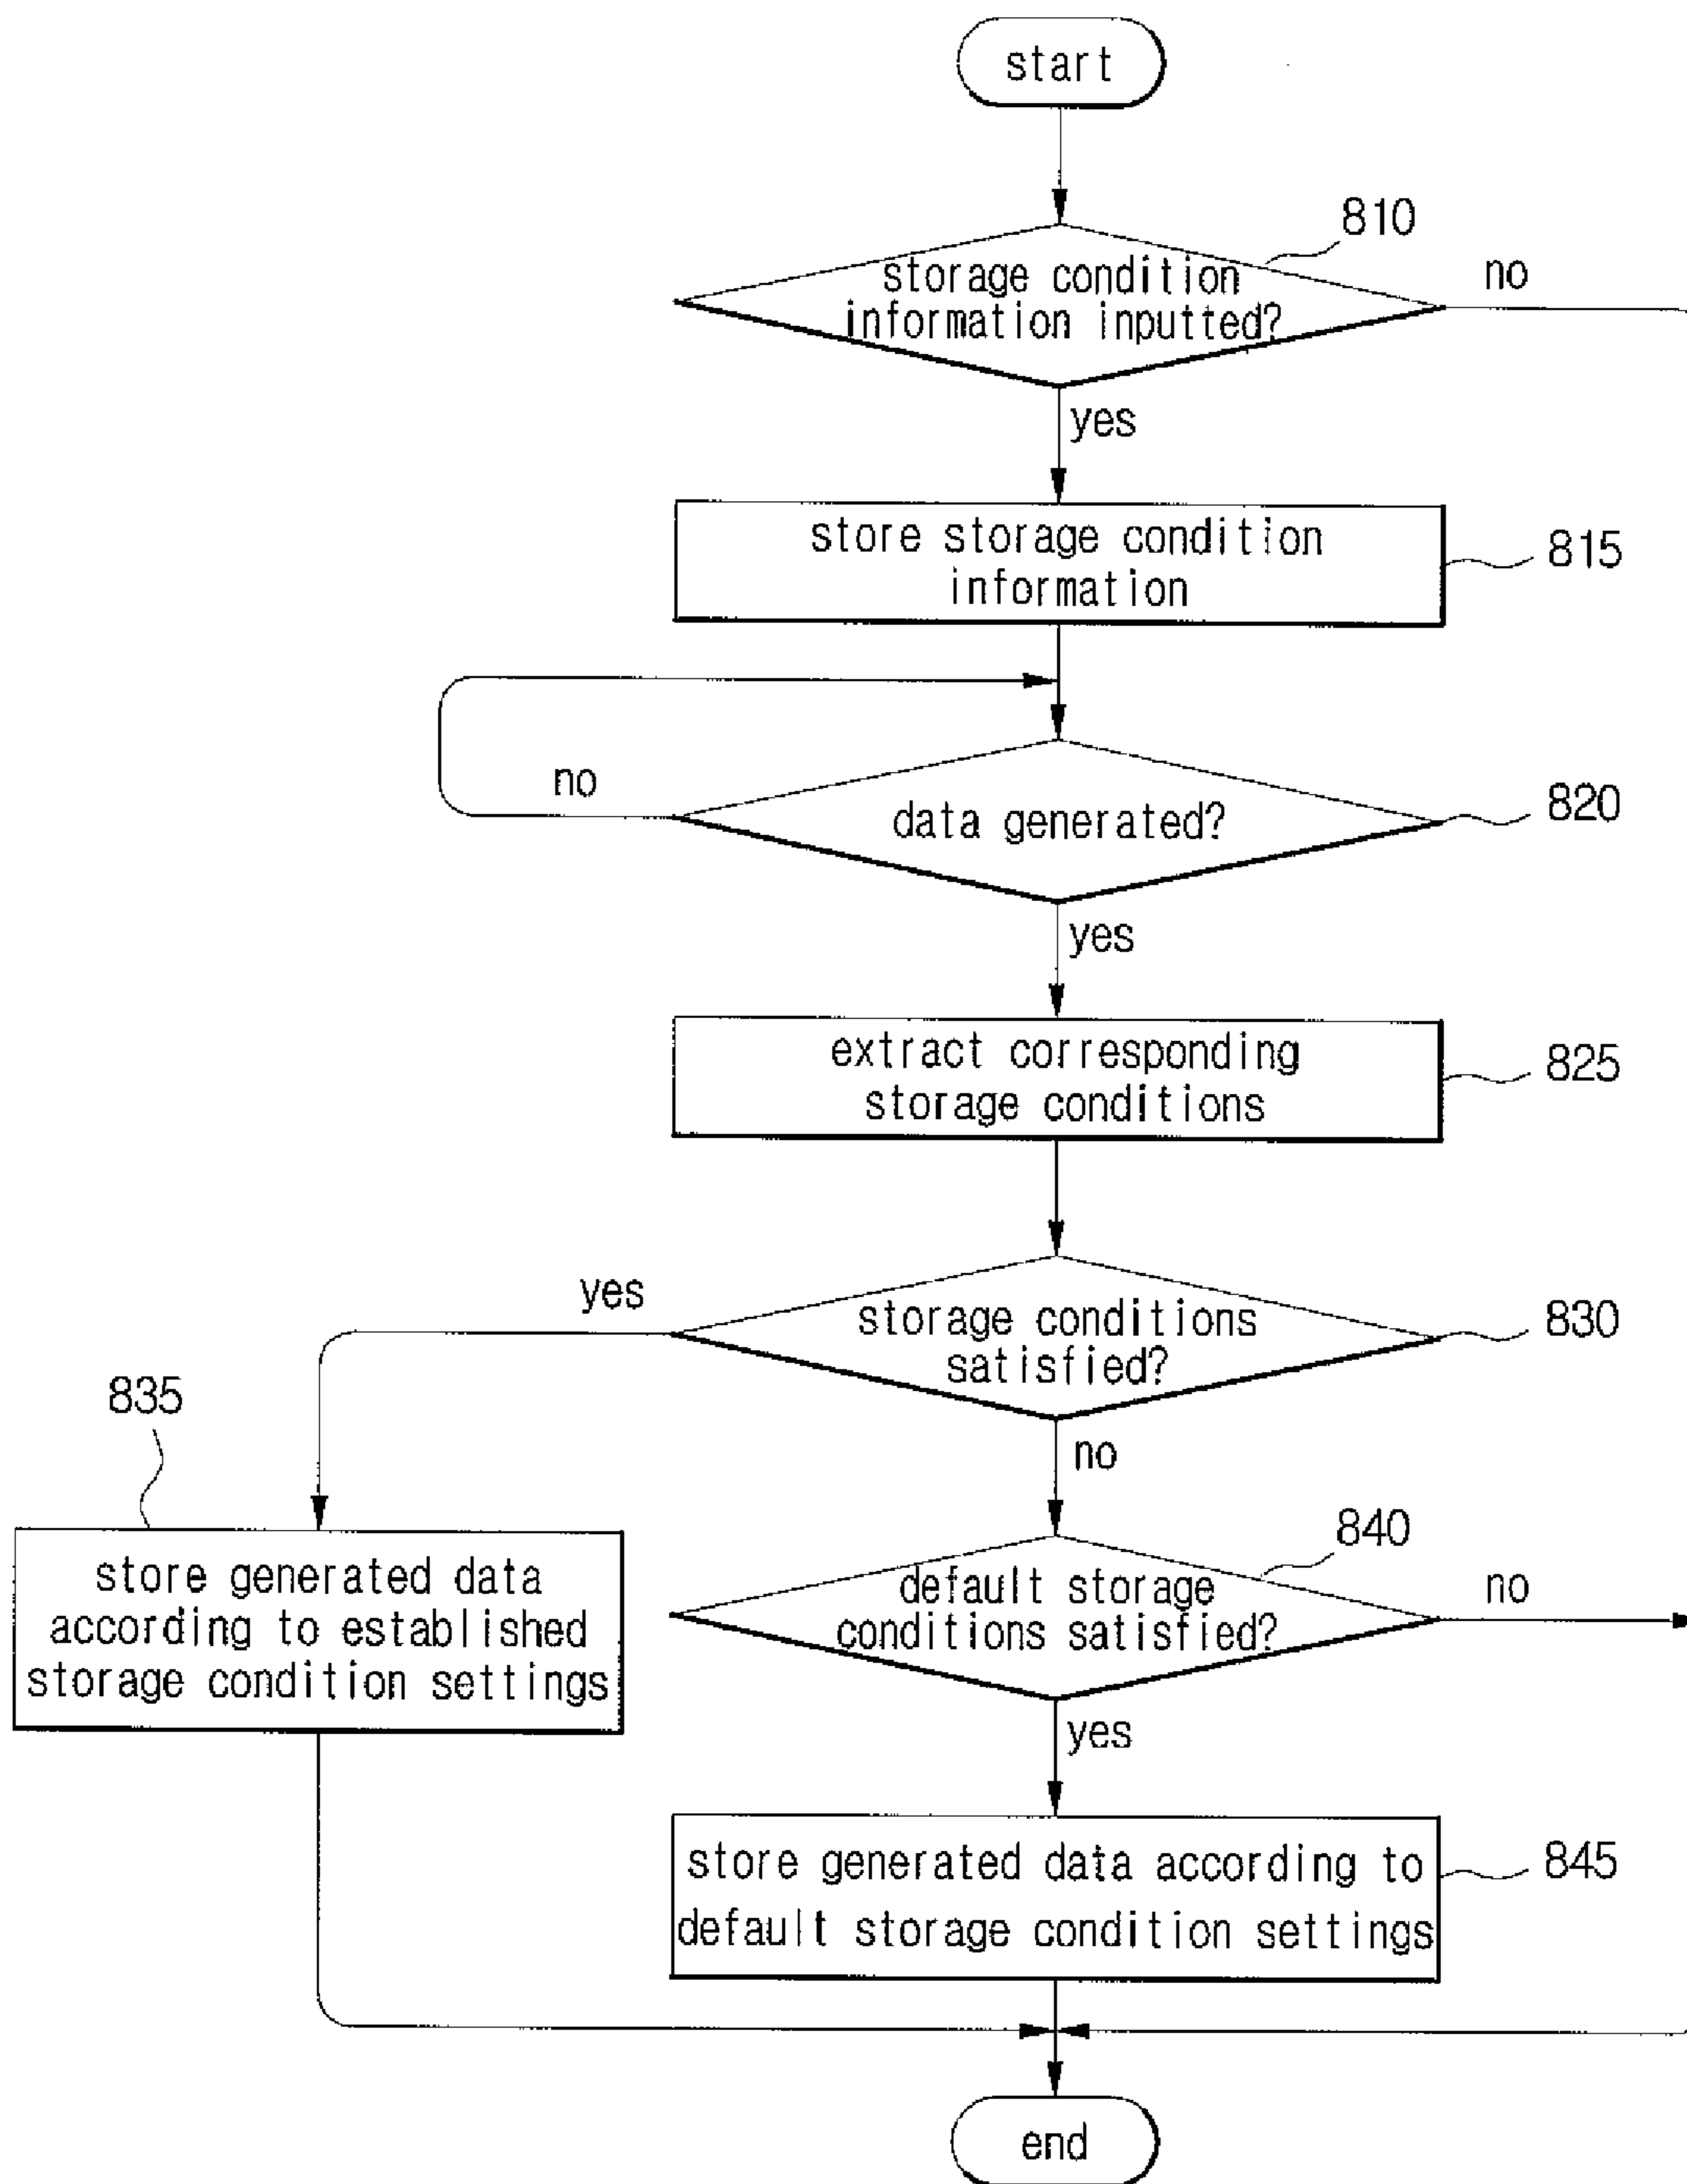 start
810
storage condition
information inputted?
no
yes
store storage condition
information
815
no
data generated?
820
yes
extract corresponding
storage conditions
825
yes
storage conditions
satisfied?
830
835
no
store generated data
according to established
storage condition settings
840
default storage
conditions satisfied?
no
yes
store generated data according to
default storage condition settings
845
end